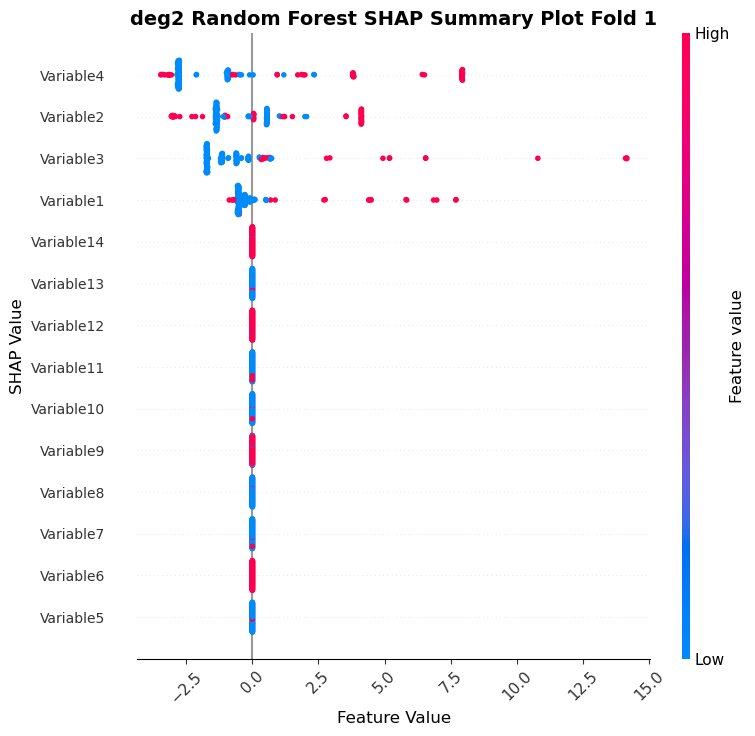 deg2 Random Forest SHAP Summary Plot Fold 1
High
Variable4
Variable2
Variable3
Variable1
Variable14
Variable13
Variable12
Variable11
Variable10
Variable9
Variable8
Variable7
Variable6
Variable5
SHAP Value
Feature value
Low
−2.5 0.0 2.5 5.0 7.5 10.0 12.5 15.0
Feature Value